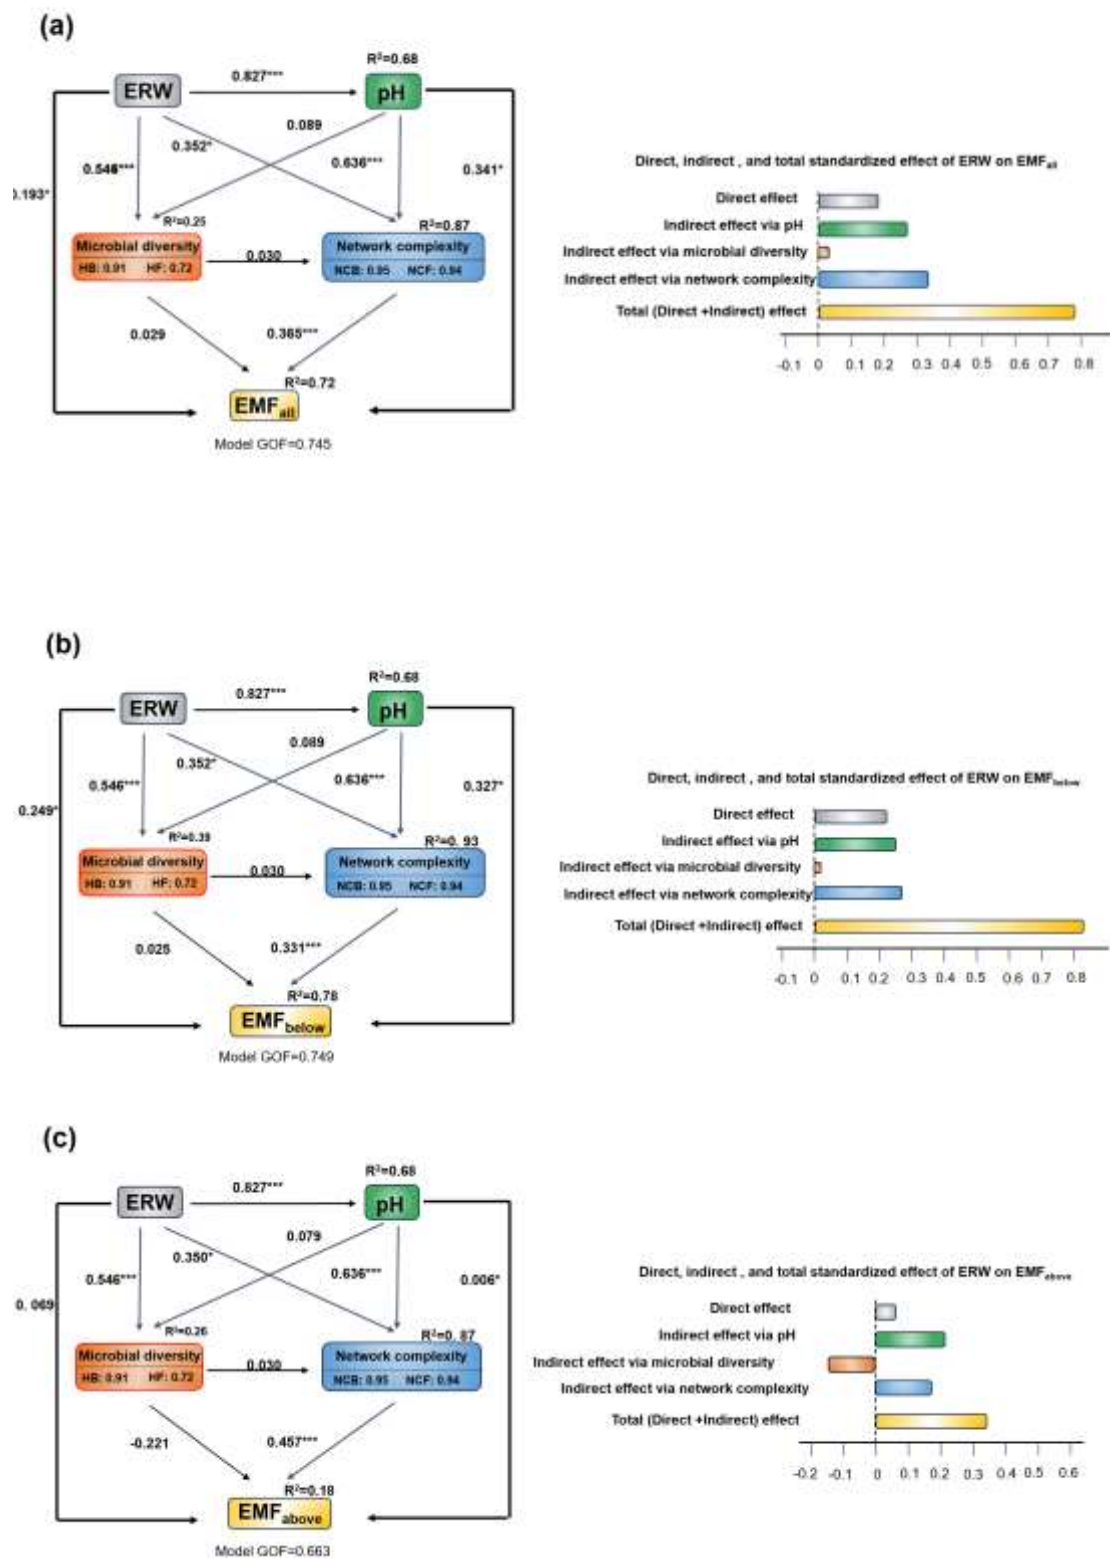 (a)
R²=0.68
0.827***
ERW
pH
0.089
0.352*
0.546***
0.636***
0.341*
0.193*
R²=0.25
R²=0.87
Microbial diversity
HB: 0.91 HF: 0.72
0.030
Network complexity
NCB: 0.95 NCF: 0.94
0.029
0.365***
R²=0.72
EMFall
Model GOF=0.745
Direct, indirect , and total standardized effect of ERW on EMFall
Direct effect
Indirect effect via pH
Indirect effect via microbial diversity
Indirect effect via network complexity
Total (Direct +Indirect) effect
-0.1 0 0.1 0.2 0.3 0.4 0.5 0.6 0.7 0.8
(b)
R²=0.68
0.827***
ERW
pH
0.089
0.352*
0.546***
0.636***
0.327*
0.249*
R²=0.39
R²=0. 93
Microbial diversity
HB: 0.91 HF: 0.72
0.030
Network complexity
NCB: 0.95 NCF: 0.94
0.025
0.331***
R²=0.78
EMFbelow
Model GOF=0.749
Direct, indirect , and total standardized effect of ERW on EMFbelow
Direct effect
Indirect effect via pH
Indirect effect via microbial diversity
Indirect effect via network complexity
Total (Direct +Indirect) effect
-0.1 0 0.1 0.2 0.3 0.4 0.5 0.6 0.7 0.8
(c)
R²=0.68
0.827***
ERW
pH
0.079
0.350*
0.546***
0.636***
0.006*
0. 069
R²=0.26
R²=0. 87
Microbial diversity
HB: 0.91 HF: 0.72
0.030
Network complexity
NCB: 0.95 NCF: 0.94
-0.221
0.457***
R²=0.18
EMFabove
Model GOF=0.663
Direct, indirect , and total standardized effect of ERW on EMFabove
Direct effect
Indirect effect via pH
Indirect effect via microbial diversity
Indirect effect via network complexity
Total (Direct +Indirect) effect
-0.2 -0.1 0 0.1 0.2 0.3 0.4 0.5 0.6